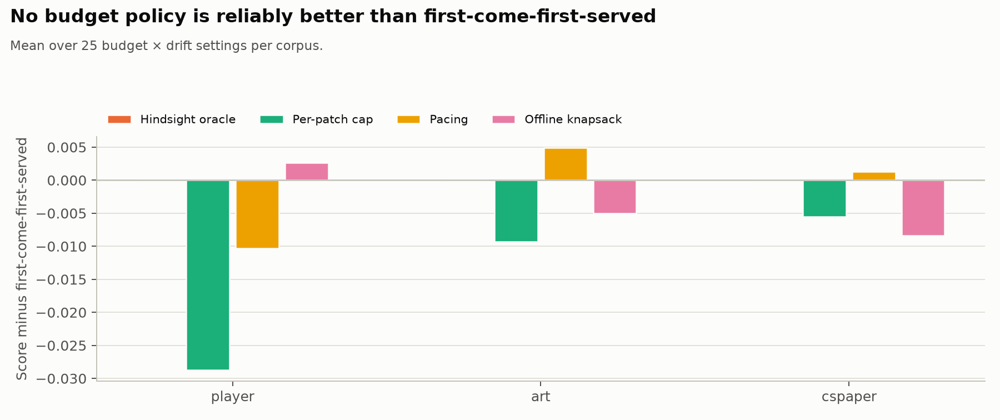 No budget policy is reliably better than first-come-first-served
Mean over 25 budget × drift settings per corpus.
Hindsight oracle
Per-patch cap
Pacing
Offline knapsack
Score minus first-come-first-served
0.005
0.000
−0.005
−0.010
−0.015
−0.020
−0.025
−0.030
player
art
cspaper